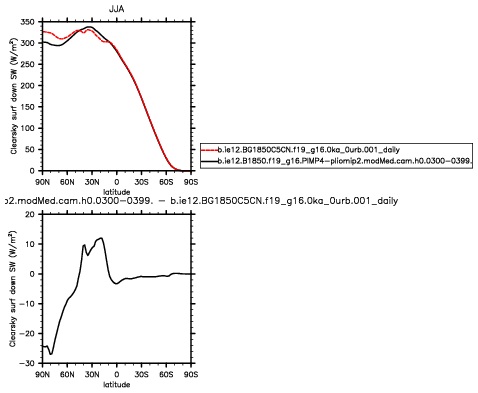 JJA
Clearsky surf down SW (W/m²)
350
300
250
200
150
100
50
0
90N 60N 30N 0 30S 60S 90S
latitude
b.ie12.BG1850C5CN.f19_g16.0ka_0urb.001_daily
b.ie12.B1850.f19_g16.PIMP4-pliomip2.modMed.cam.h0.0300-0399.
p2.modMed.cam.h0.0300-0399. - b.ie12.BG1850C5CN.f19_g16.0ka_0urb.001_daily
Clearsky surf down SW (W/m²)
20
10
0
-10
-20
-30
90N 60N 30N 0 30S 60S 90S
latitude